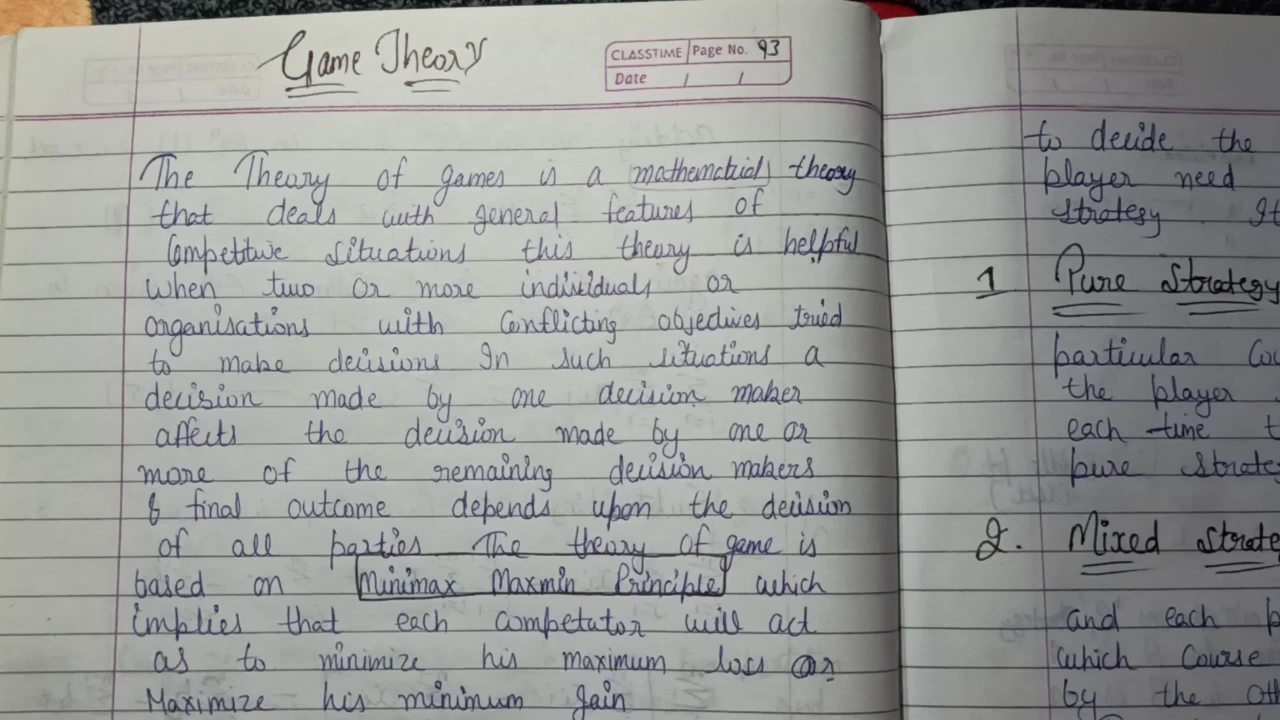 Game Theory
CLASSTIME Page No. 93
Date / /
The Theory of games is a mathematical theory
that deals with general features of
Competitive Situations this theory is helpful
when two or more individuals or
organisations with Conflicting objectives tried
to make decisions In such situations a
decision made by one decision maker
affects the decision made by one or
more of the remaining decision makers
& final outcome depends upon the decision
of all parties The theory of game is
based on Minimax Maxmin Principle which
implies that each competator will act
as to minimize his maximum loss or
Maximize his minimum gain
to decide the
player need
strategy It
1 Pure Strategy
particular Cou
the player
each time t
pure Strate
2. Mixed Strate
and each p
which Course
by the Oth